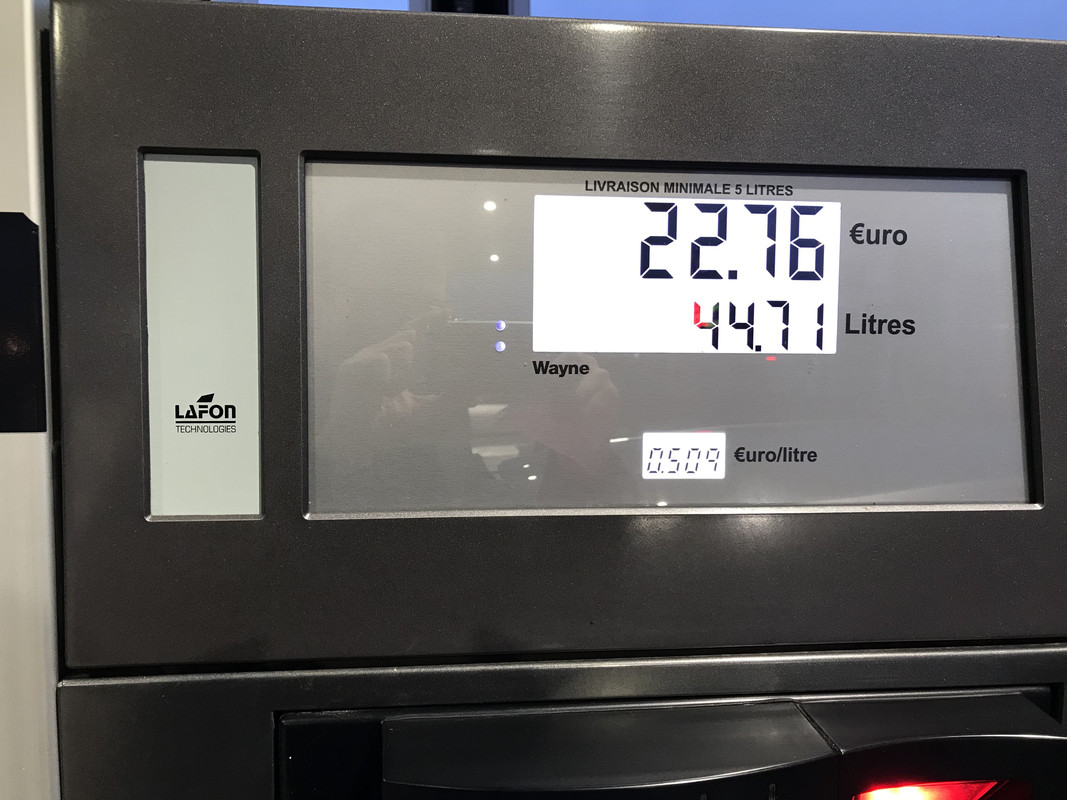 LIVRAISON MINIMALE 5 LITRES
22.76 €uro
44.71 Litres
Wayne
LAFON
TECHNOLOGIES
0.509 €uro/litre